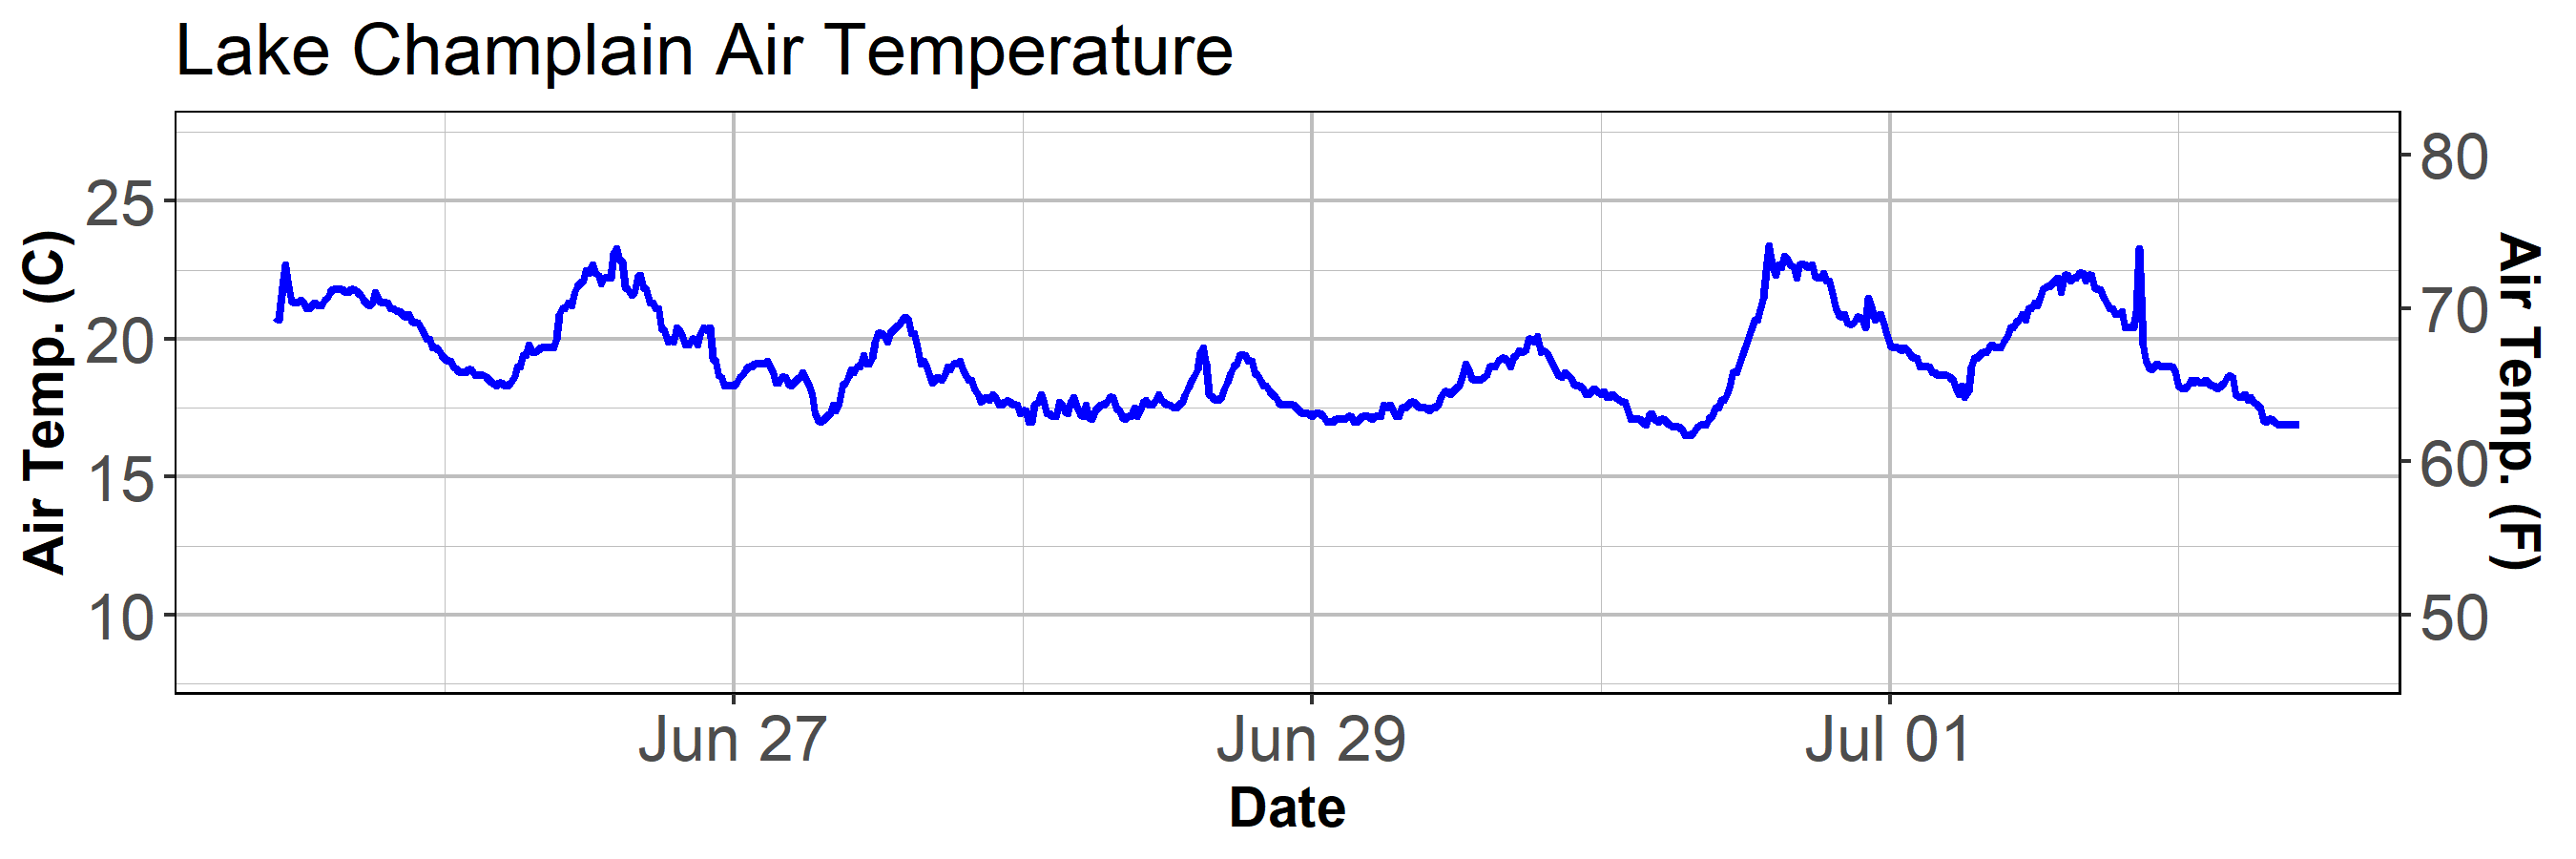 Lake Champlain Air Temperature
Air Temp. (C)
25
20
15
10
80
70
60
50
Air Temp. (F)
Jun 27
Jun 29
Jul 01
Date